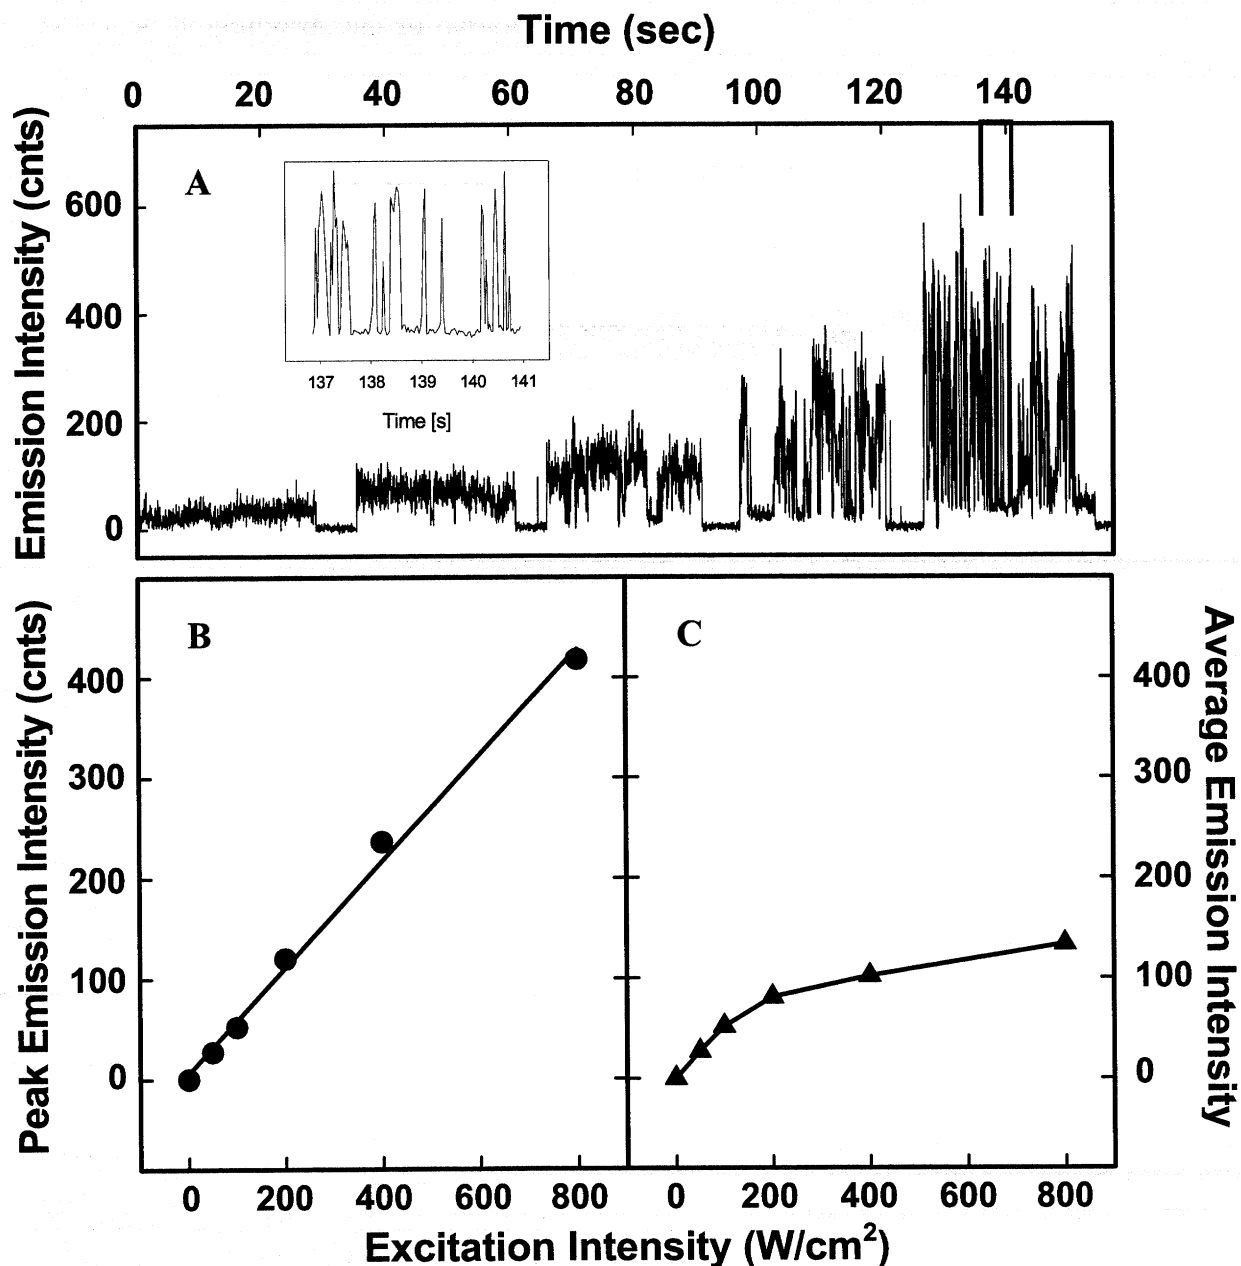 Time (sec)
0 20 40 60 80 100 120 140
Emission Intensity (cnts)
600
400
200
0
A
137 138 139 140 141
Time [s]
Peak Emission Intensity (cnts)
400
300
200
100
0
B
C
400
300
200
100
0
Average Emission Intensity
0 200 400 600 800 0 200 400 600 800
Excitation Intensity (W/cm²)